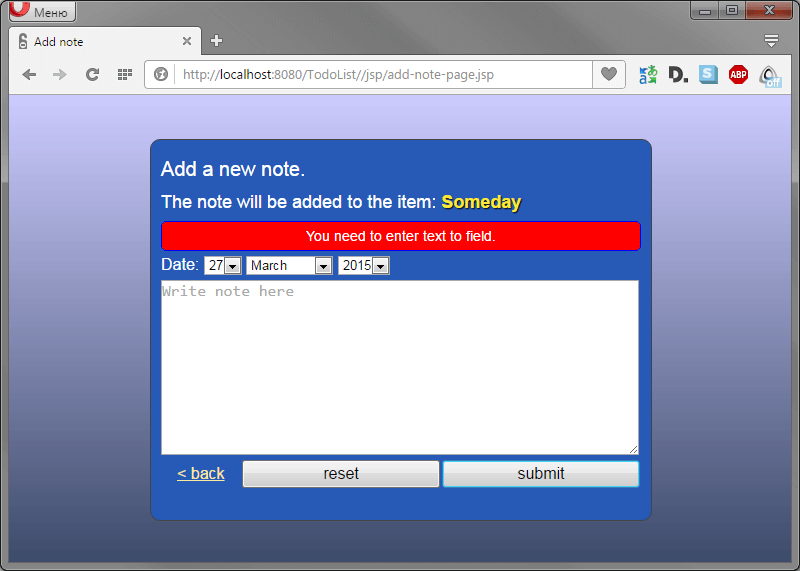 Меню
Add note
http://localhost:8080/TodoList//jsp/add-note-page.jsp
D.
S
ABP
Off
Add a new note.
The note will be added to the item: Someday
You need to enter text to field.
Date: 27 March 2015
Write note here
< back reset submit